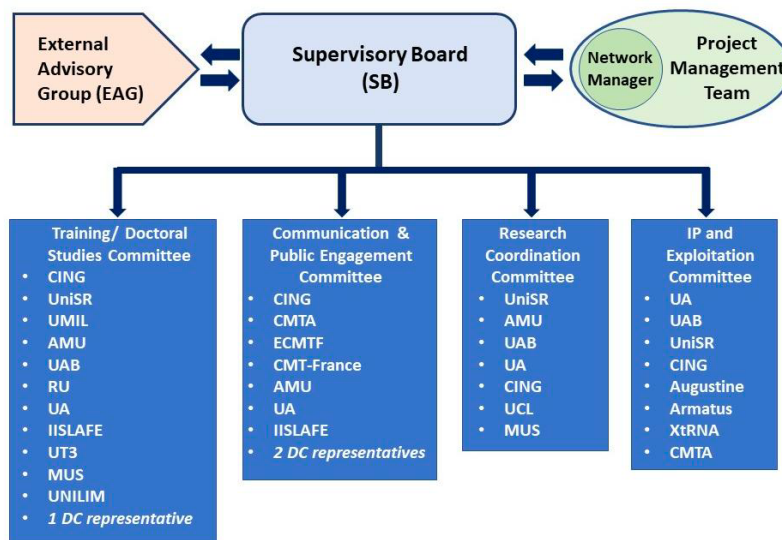 External
Advisory
Group (EAG)
Supervisory Board
(SB)
Network
Manager
Project
Management
Team
Training/ Doctoral
Studies Committee
• CING
• UniSR
• UMIL
• AMU
• UAB
• RU
• UA
• IISLAFE
• UT3
• MUS
• UNILIM
• 1 DC representative
Communication &
Public Engagement
Committee
• CING
• CMTA
• ECMTF
• CMT-France
• AMU
• UA
• IISLAFE
• 2 DC representatives
Research
Coordination
Committee
• UniSR
• AMU
• UAB
• UA
• CING
• UCL
• MUS
IP and
Exploitation
Committee
• UA
• UAB
• UniSR
• CING
• Augustine
• Armatus
• XtRNA
• CMTA